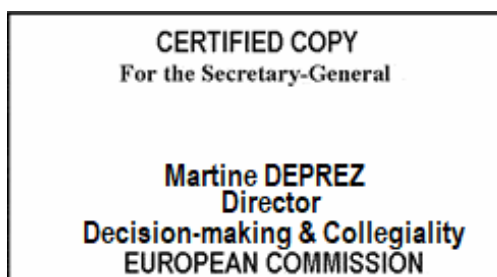 CERTIFIED COPY
For the Secretary-General
Martine DEPREZ
Director
Decision-making & Collegiality
EUROPEAN COMMISSION